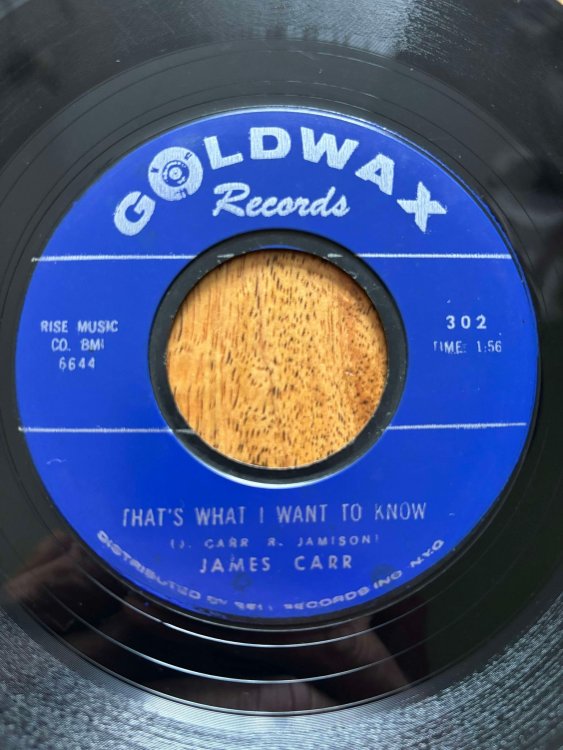 GOLDWAX
Records
RISE MUSIC
CO. BMI
6644
302
TIME: 1:56
THAT'S WHAT I WANT TO KNOW
(J. CARR R. JAMISON)
JAMES CARR
DISTRIBUTED BY BELL RECORDS INC. N.Y.C.